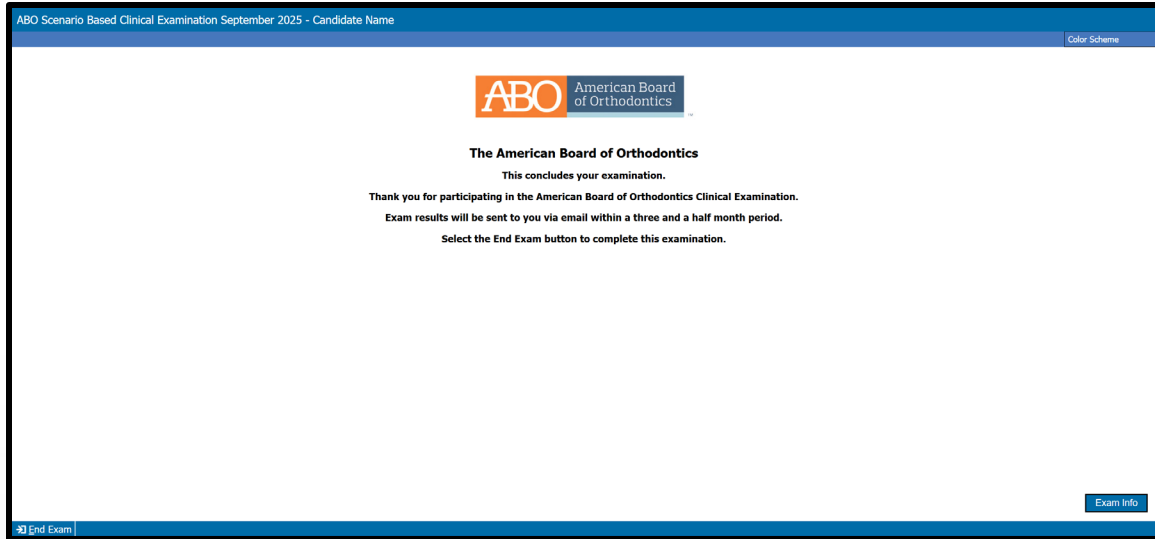 ABO Scenario Based Clinical Examination September 2025 - Candidate Name
Color Scheme
ABO American Board
of Orthodontics
The American Board of Orthodontics
This concludes your examination.
Thank you for participating in the American Board of Orthodontics Clinical Examination.
Exam results will be sent to you via email within a three and a half month period.
Select the End Exam button to complete this examination.
Exam Info
End Exam